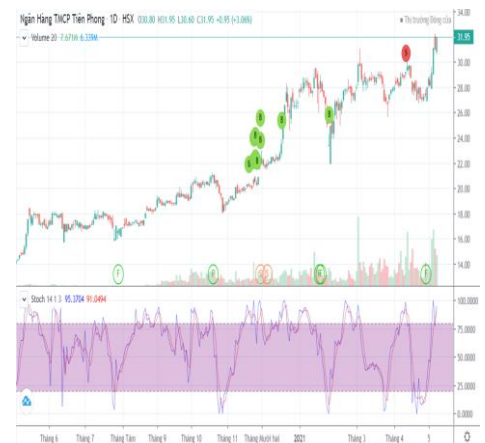 Ngân Hàng TMCP Tiên Phong · 1D · HSX O30.80 H31.95 L30.60 C31.95 +0.95 (+3.06%)
Thị trường Đóng cửa
Volume 20 7.671M 6.339M
34.00
31.95
30.00
28.00
26.00
24.00
22.00
20.00
18.00
16.00
14.00
S
B
B
B
B
B
B
B
B
F
E
E
F
Stoch 14 1 3 95.3704 91.0494
100.0000
75.0000
50.0000
25.0000
0.0000
Tháng 6 Tháng 7 Tháng Tám Tháng 9 Tháng 10 Tháng 11 Tháng Mười hai 2021 Tháng 3 Tháng 4 5